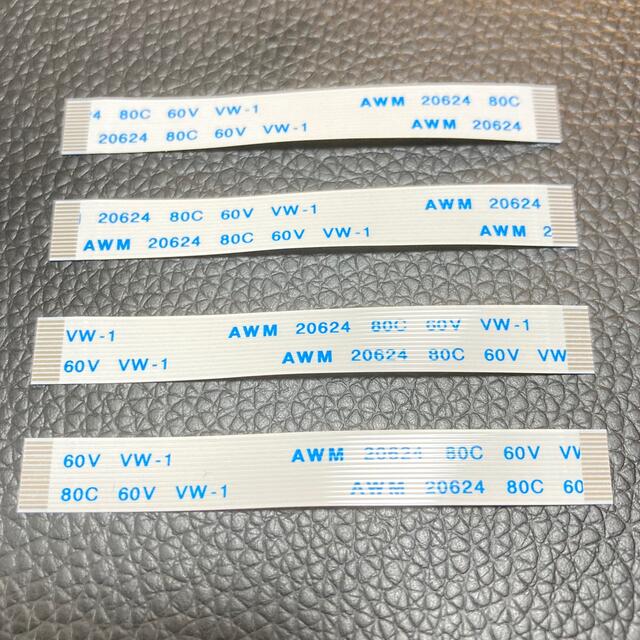 4 80C 60V VW-1 AWM 20624 80C
20624 80C 60V VW-1 AWM 20624
20624 80C 60V VW-1 AWM 20624
AWM 20624 80C 60V VW-1 AWM 2
VW-1 AWM 20624 80C 60V VW-1
60V VW-1 AWM 20624 80C 60V VW
60V VW-1 AWM 20624 80C 60V VV
80C 60V VW-1 AWM 20624 80C 60